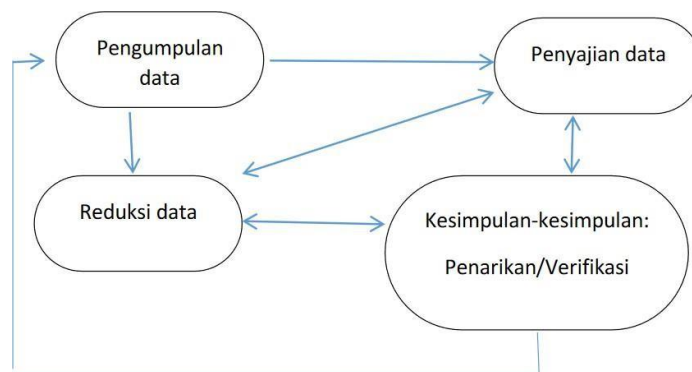 Pengumpulan
data
Penyajian data
Reduksi data
Kesimpulan-kesimpulan:
Penarikan/Verifikasi